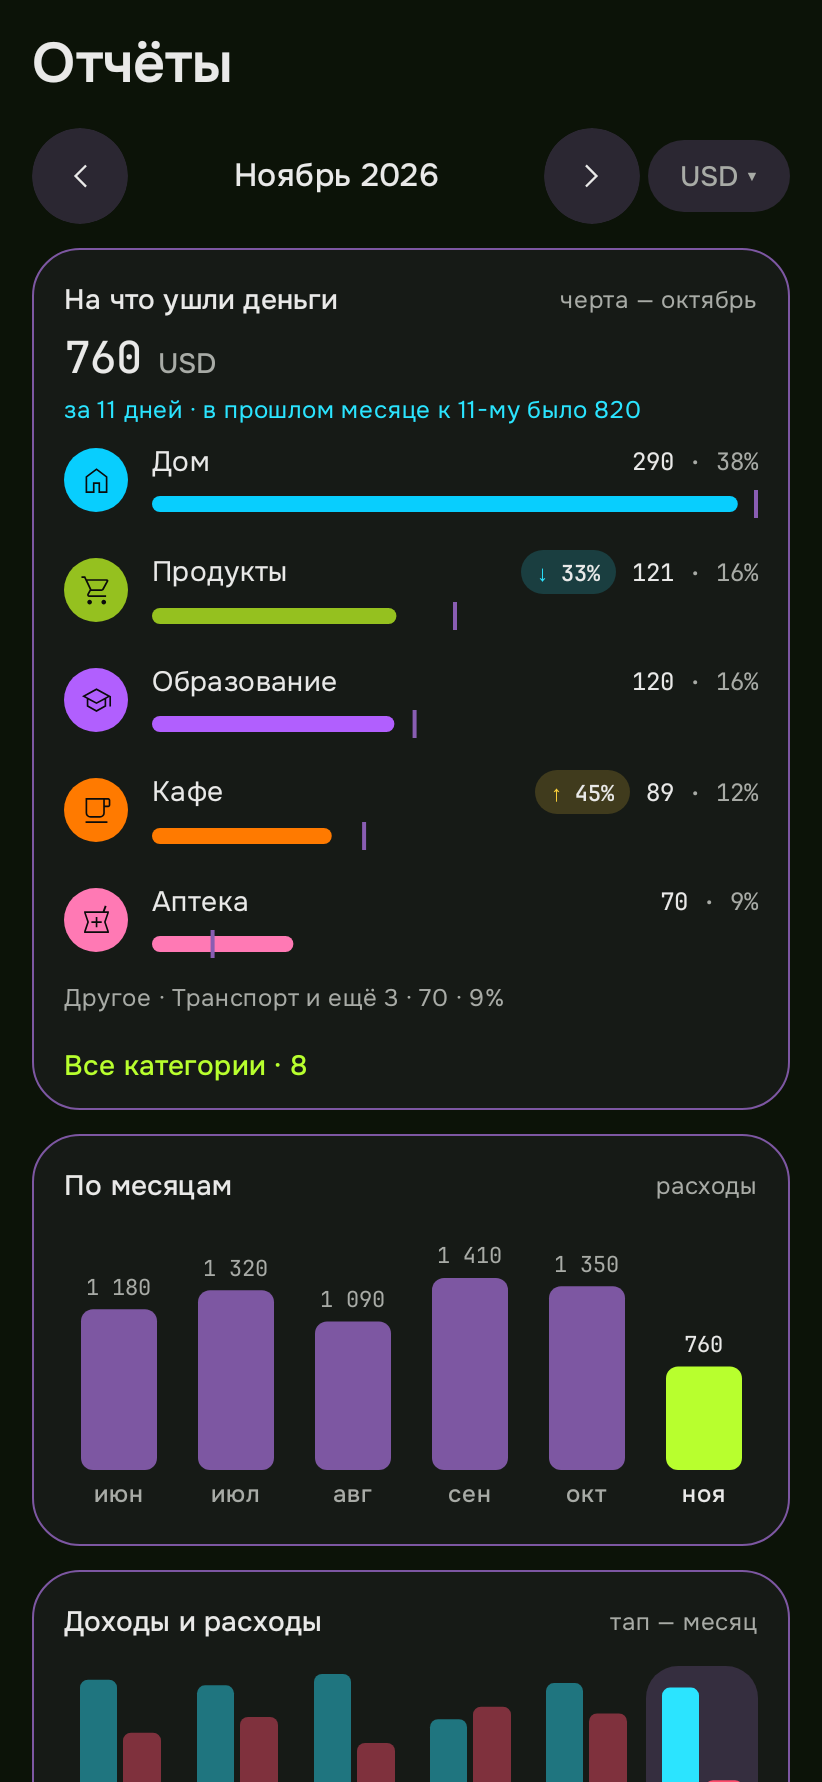 Отчёты
Ноябрь 2026
USD ▾
На что ушли деньги
черта — октябрь
760 USD
за 11 дней · в прошлом месяце к 11-му было 820
Дом
290 · 38%
Продукты
↓ 33% 121 · 16%
Образование
120 · 16%
Кафе
↑ 45% 89 · 12%
Аптека
70 · 9%
Другое · Транспорт и ещё 3 · 70 · 9%
Все категории · 8
По месяцам
расходы
1 180
1 320
1 090
1 410
1 350
760
июн
июл
авг
сен
окт
ноя
Доходы и расходы
тап — месяц